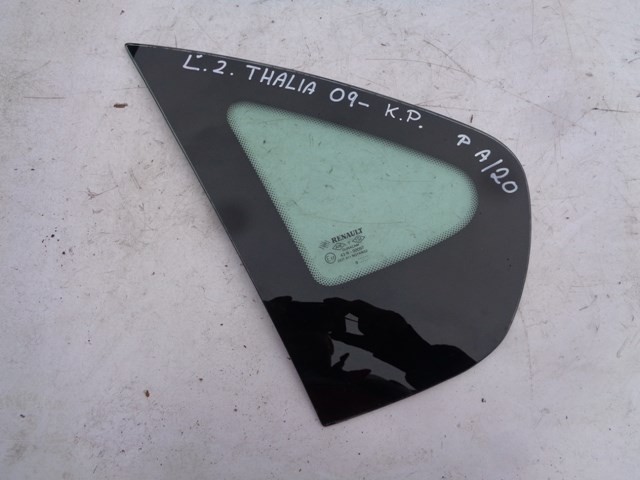 L. 2. THALIA 09- K.P. P A/20
RENAULT